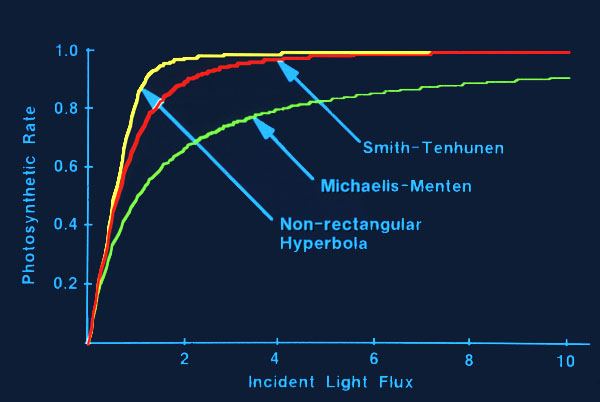 1.0
0.8
0.6
0.4
0.2
Photosynthetic Rate
Smith-Tenhunen
Michaelis-Menten
Non-rectangular
Hyperbola
2 4 6 8 10
Incident Light Flux